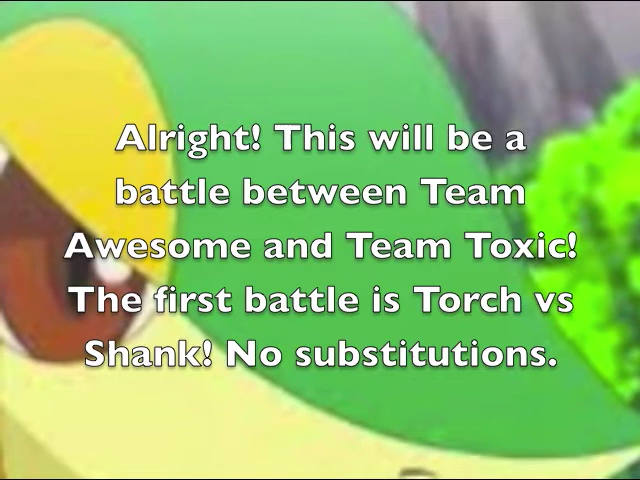 Alright! This will be a
battle between Team
Awesome and Team Toxic!
The first battle is Torch vs
Shank! No substitutions.